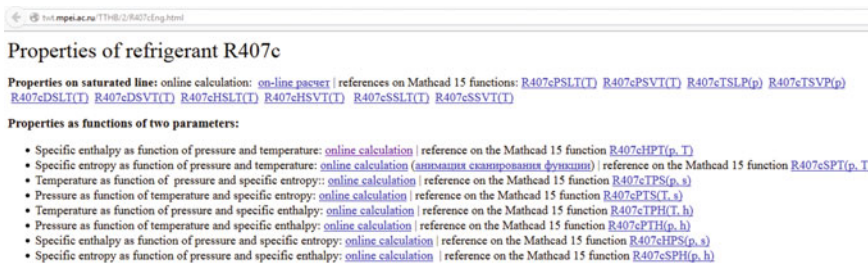 twt.mpei.ac.ru/TTHB/2/R407cEng.html
Properties of refrigerant R407c
Properties on saturated line: online calculation: on-line расчет | references on Mathcad 15 functions: R407cPSLT(T) R407cPSVT(T) R407cTSLP(p) R407cTSVP(p)
R407cDSLT(T) R407cDSVT(T) R407cHSLT(T) R407cHSVT(T) R407cSSLT(T) R407cSSVT(T)
Properties as functions of two parameters:
• Specific enthalpy as function of pressure and temperature: online calculation | reference on the Mathcad 15 function R407cHPT(p, T)
• Specific entropy as function of pressure and temperature: online calculation (анимация сканирования функции) | reference on the Mathcad 15 function R407cSPT(p, T
• Temperature as function of pressure and specific entropy:: online calculation | reference on the Mathcad 15 function R407cTPS(p, s)
• Pressure as function of temperature and specific entropy: online calculation | reference on the Mathcad 15 function R407cPTS(T, s)
• Temperature as function of pressure and specific enthalpy: online calculation | reference on the Mathcad 15 function R407cTPH(T, h)
• Pressure as function of temperature and specific enthalpy: online calculation | reference on the Mathcad 15 function R407cPTH(p, h)
• Specific enthalpy as function of pressure and specific entropy: online calculation | reference on the Mathcad 15 function R407cHPS(p, s)
• Specific entropy as function of pressure and specific enthalpy: online calculation | reference on the Mathcad 15 function R407cSPH(p, h)